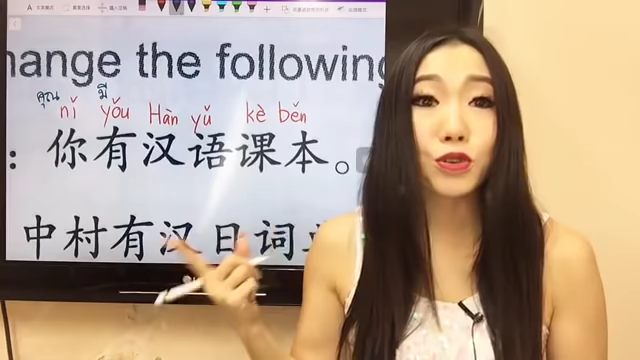 hange the following
คุณ มี
nǐ yǒu Hàn yǔ kè běn
：你有汉语课本。
中村有汉日词